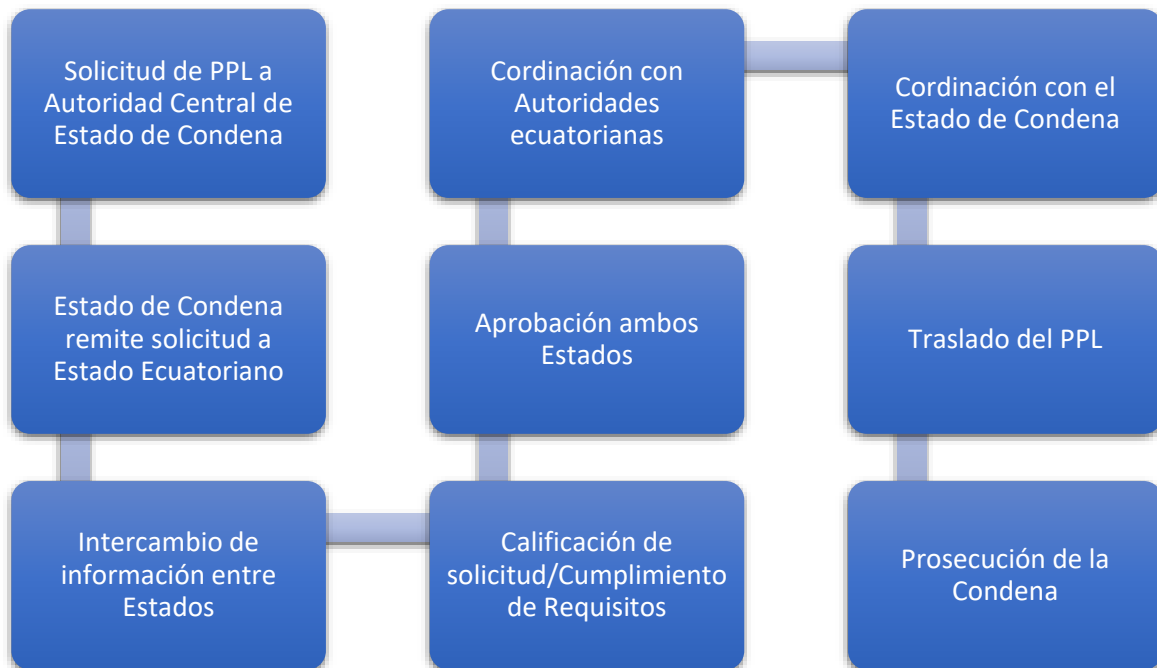 Solicitud de PPL a
Autoridad Central de
Estado de Condena
Estado de Condena
remite solicitud a
Estado Ecuatoriano
Intercambio de
información entre
Estados
Calificación de
solicitud/Cumplimiento
de Requisitos
Aprobación ambos
Estados
Cordinación con
Autoridades
ecuatorianas
Cordinación con el
Estado de Condena
Traslado del PPL
Prosecución de la
Condena